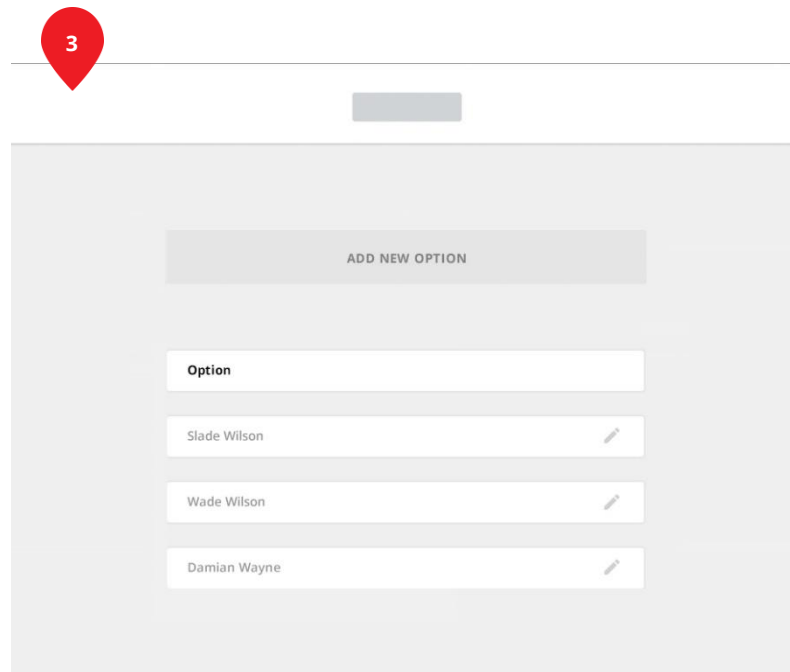 3
ADD NEW OPTION
Option
Slade Wilson
Wade Wilson
Damian Wayne